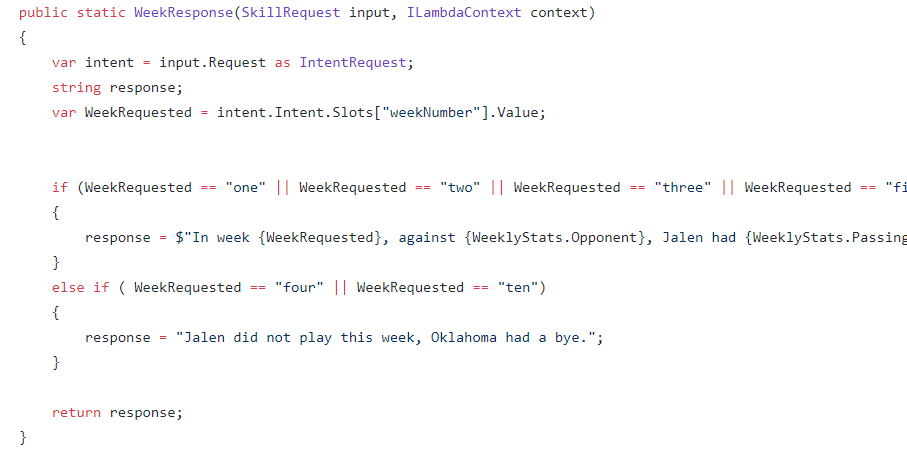 public static WeekResponse(SkillRequest input, ILambdaContext context)
{
var intent = input.Request as IntentRequest;
string response;
var WeekRequested = intent.Intent.Slots["weekNumber"].Value;
if (WeekRequested == "one" || WeekRequested == "two" || WeekRequested == "three" || WeekRequested == "fi
{
response = $"In week {WeekRequested}, against {WeeklyStats.Opponent}, Jalen had {WeeklyStats.Passing
}
else if ( WeekRequested == "four" || WeekRequested == "ten")
{
response = "Jalen did not play this week, Oklahoma had a bye.";
}
return response;
}